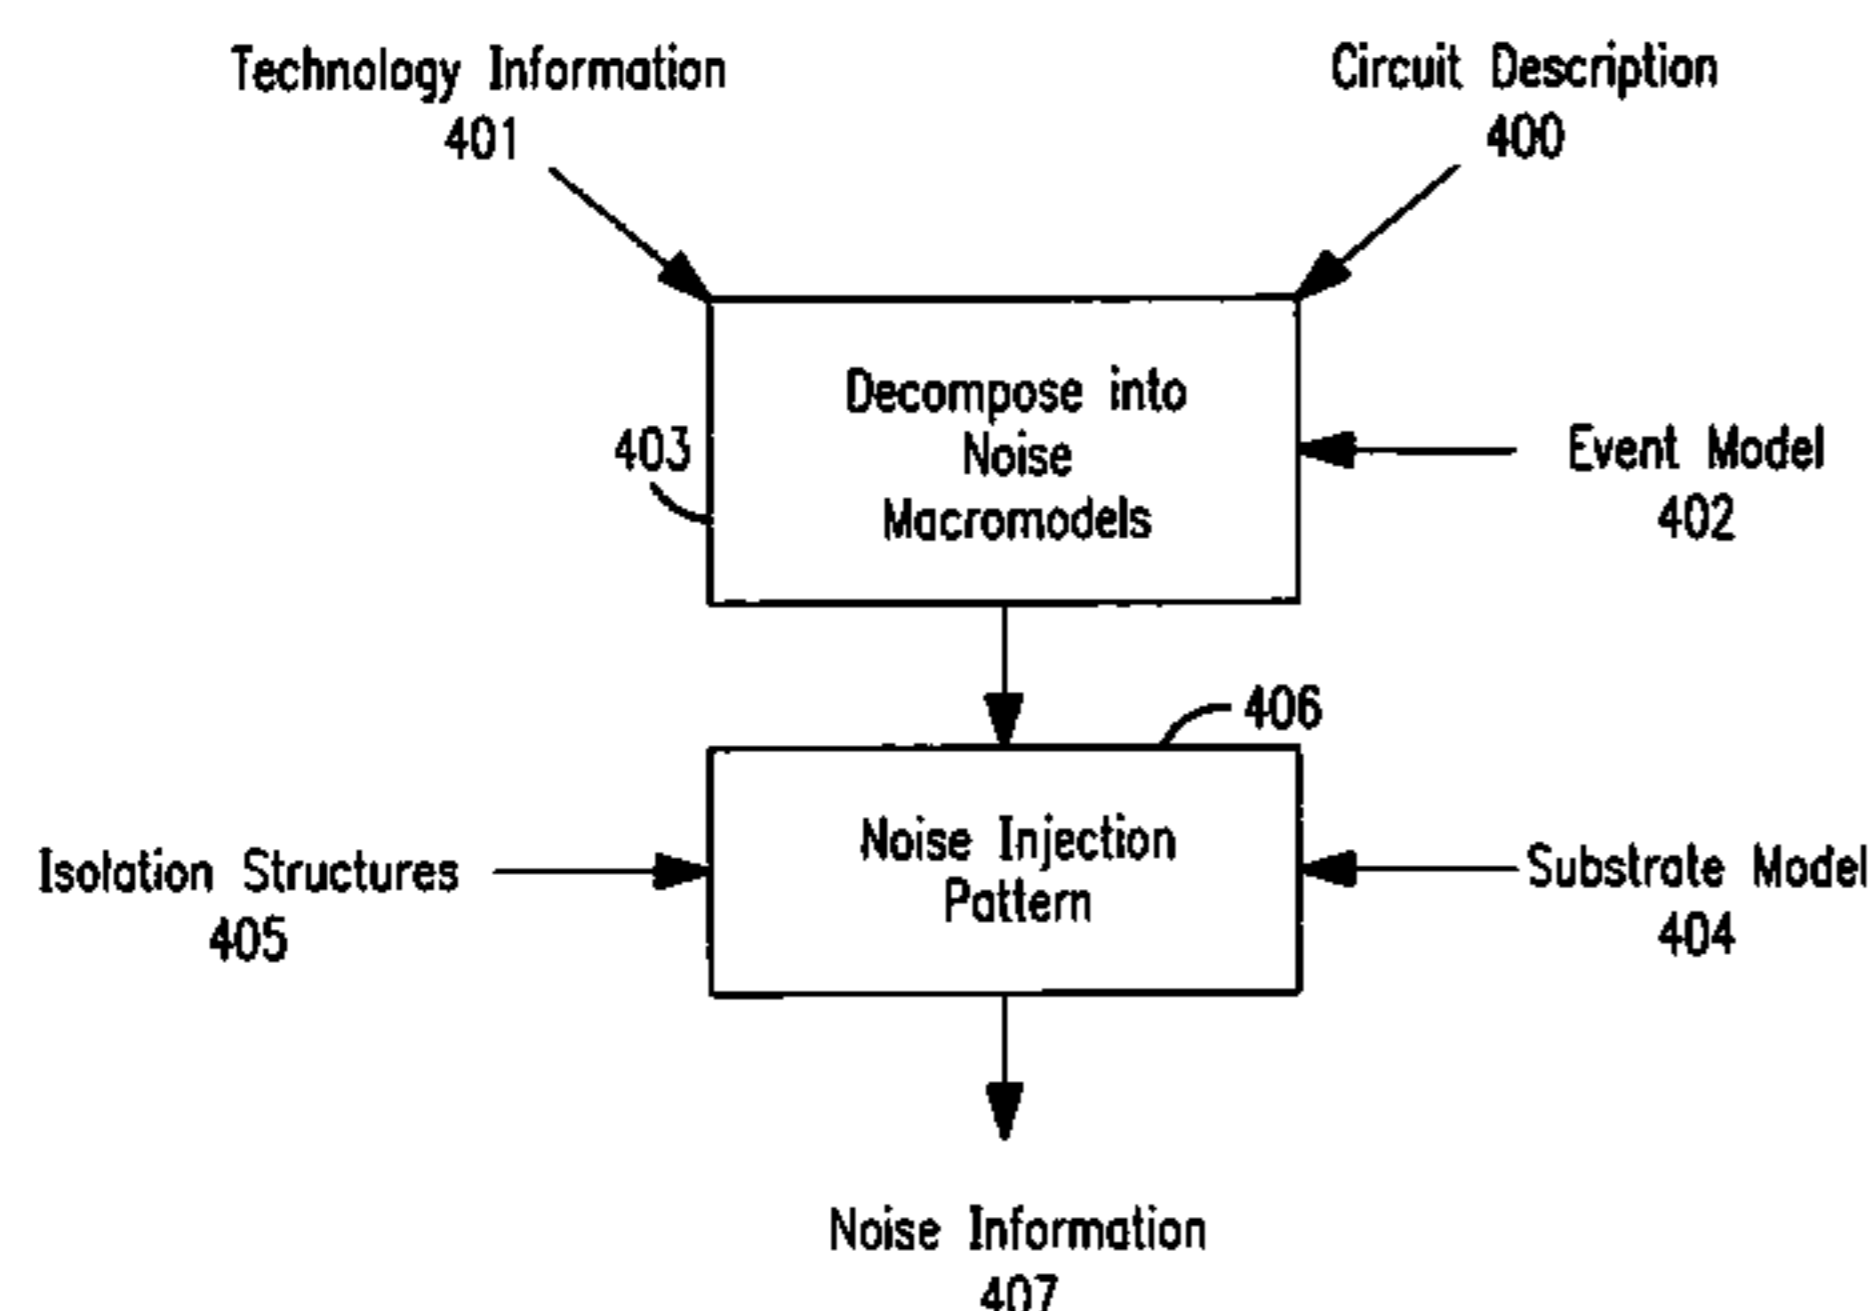 Technology Information
401
Circuit Description
400
Decompose into
Noise
Macromodels
403
Event Model
402
406
Noise Injection
Pattern
Isolation Structures
405
Substrate Model
404
Noise Information
407